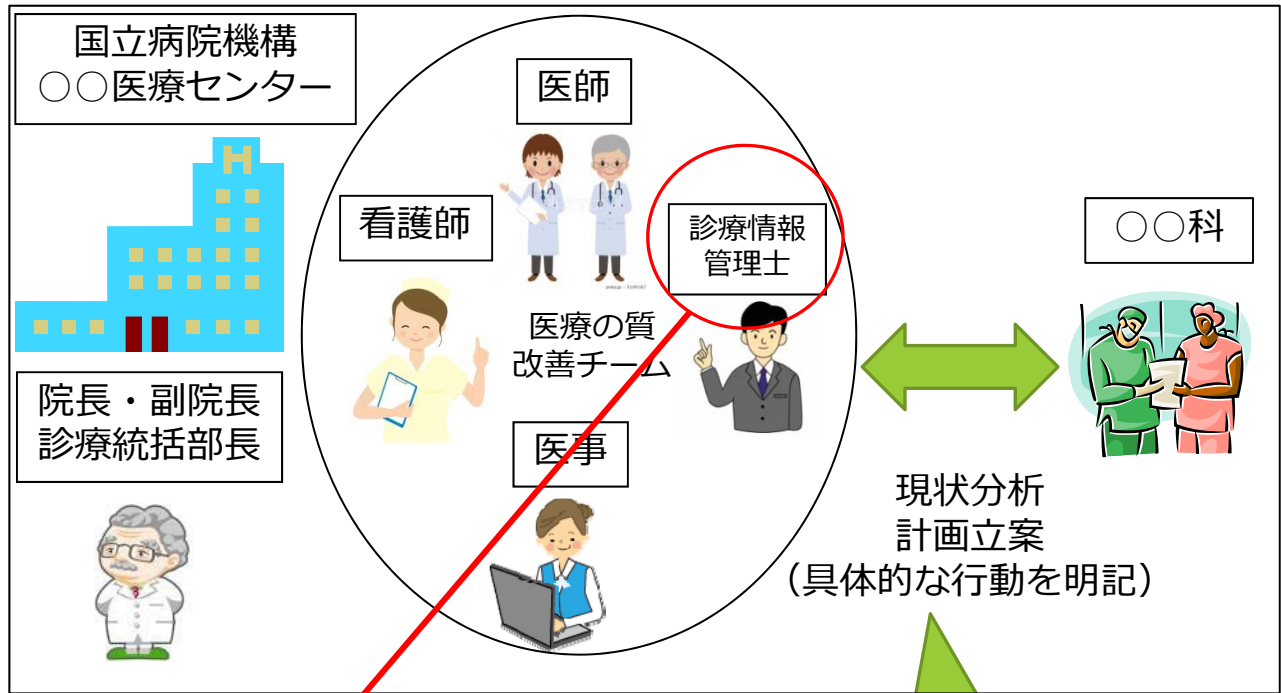 国立病院機構
○○医療センター
医師
看護師
診療情報
管理士
○○科
医療の質
改善チーム
院長・副院長
診療統括部長
医事
現状分析
計画立案
（具体的な行動を明記）
H